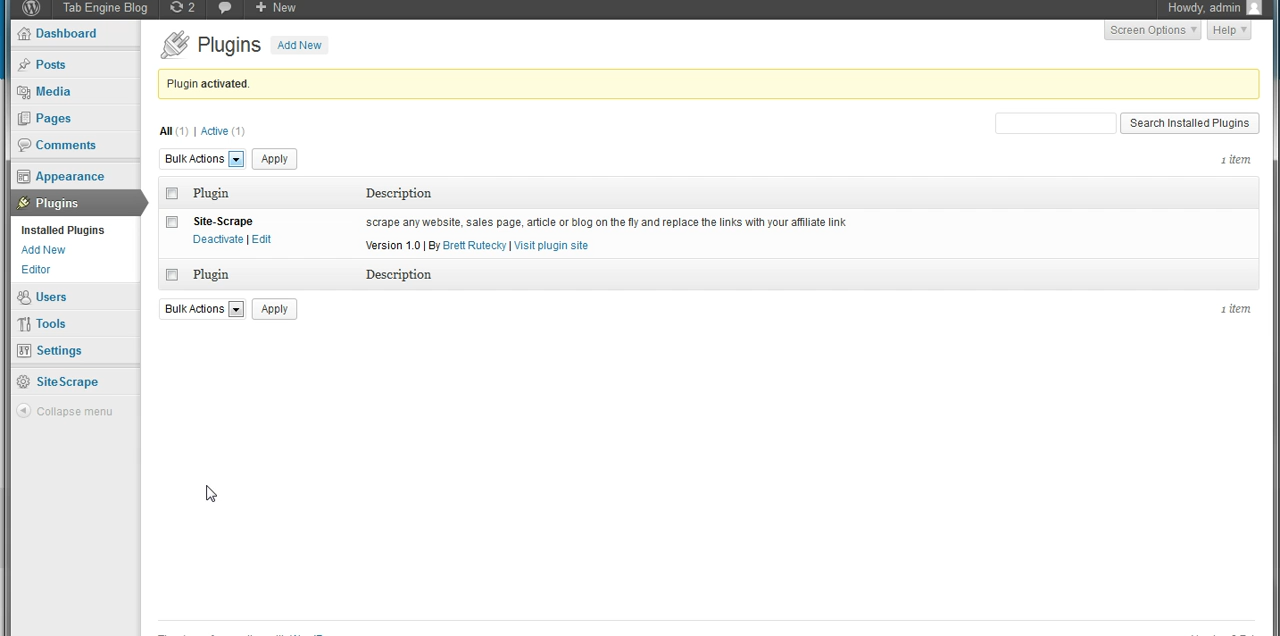 Tab Engine Blog 2 New Howdy, admin
Dashboard
Posts
Media
Pages
Comments
Appearance
Plugins
Installed Plugins
Add New
Editor
Users
Tools
Settings
SiteScrape
Collapse menu
Screen Options Help
Plugins Add New
Plugin activated.
All (1) | Active (1)
Search Installed Plugins
Bulk Actions Apply
1 item
Plugin Description
Site-Scrape scrape any website, sales page, article or blog on the fly and replace the links with your affiliate link
Deactivate | Edit Version 1.0 | By Brett Rutecky | Visit plugin site
Plugin Description
Bulk Actions Apply
1 item